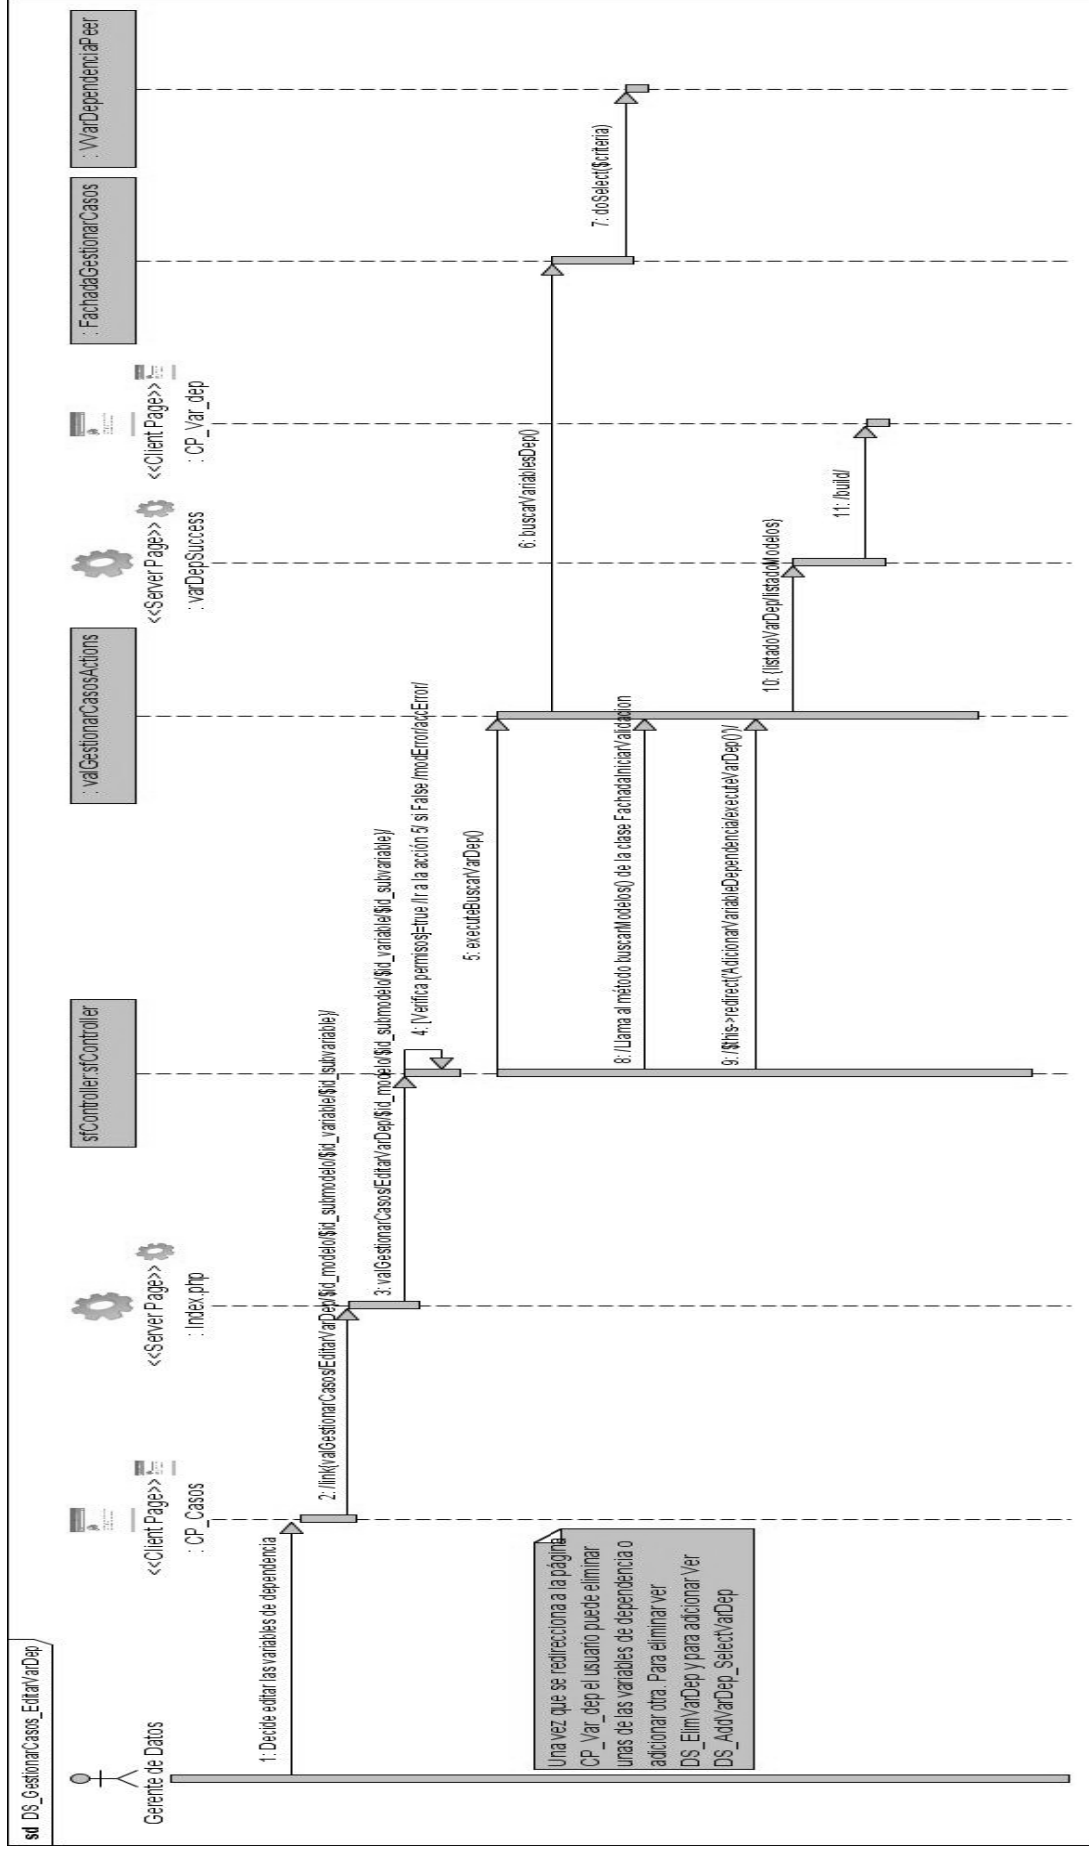 sd DS_GestionarCasos_EditarVarDep
Gerente de Datos
<<Client Page>>
: CP_Casos
<<Server Page>>
: Index.php
sfController:sfController
: valGestionarCasosActions
<<Server Page>>
: varDepSuccess
<<Client Page>>
: CP_Var_dep
: FachadaGestionarCasos
: VVarDependenciaPeer
1: Decide editar las variables de dependencia
2: /link{valGestionarCasos/EditarVarDep/$id_modelo/$id_submodelo/$id_variable/$id_subvariable}/
3: valGestionarCasos/EditarVarDep/$id_modelo/$id_submodelo/$id_variable/$id_subvariable}/
4: [Verifica permisos]=true /Ir a la acción 5/ si False /modError/accError/
5: executeBuscarVarDep()
6: buscarVariablesDep()
7: doSelect($criteria)
8: /Llama al método buscarModelos() de la clase FachadaIniciarValidacion
9: /$this->redirect('AdicionarVariableDependencia/executeVarDep()')/
10: {listadoVarDep/listadoModelos}
11: /build/
Una vez que se redirecciona a la página
CP_Var_dep el usuario puede eliminar
unas de las variables de dependencia o
adicionar otra. Para eliminar ver
DS_ElimVarDep y para adicionar Ver
DS_AddVarDep_SelectVarDep